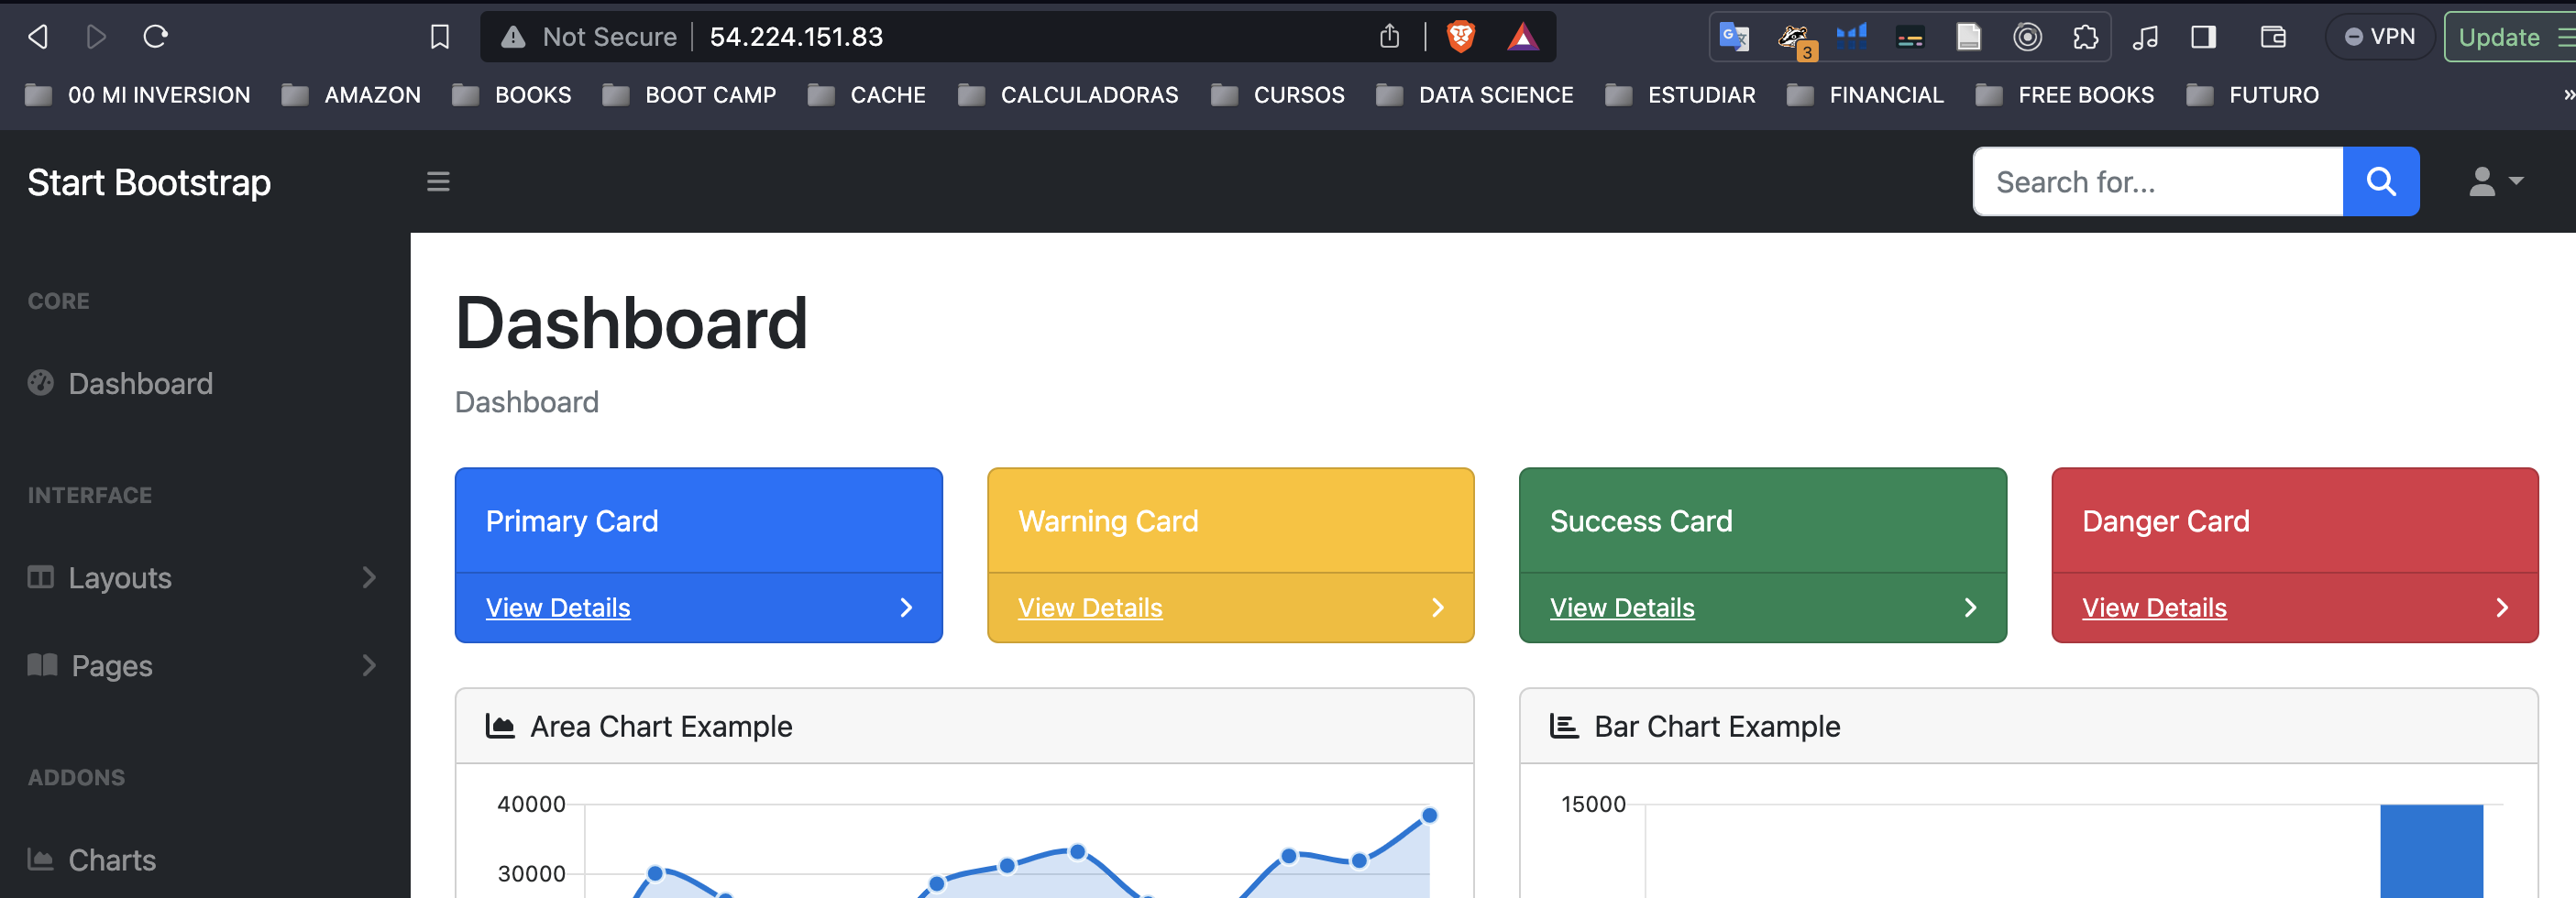 Not Secure 54.224.151.83
3
VPN
Update
00 MI INVERSION AMAZON BOOKS BOOT CAMP CACHE CALCULADORAS CURSOS DATA SCIENCE ESTUDIAR FINANCIAL FREE BOOKS FUTURO »
Start Bootstrap
Search for...
CORE
Dashboard
INTERFACE
Layouts
Pages
ADDONS
Charts
Dashboard
Dashboard
Primary Card
View Details
Warning Card
View Details
Success Card
View Details
Danger Card
View Details
Area Chart Example
40000
30000
Bar Chart Example
15000